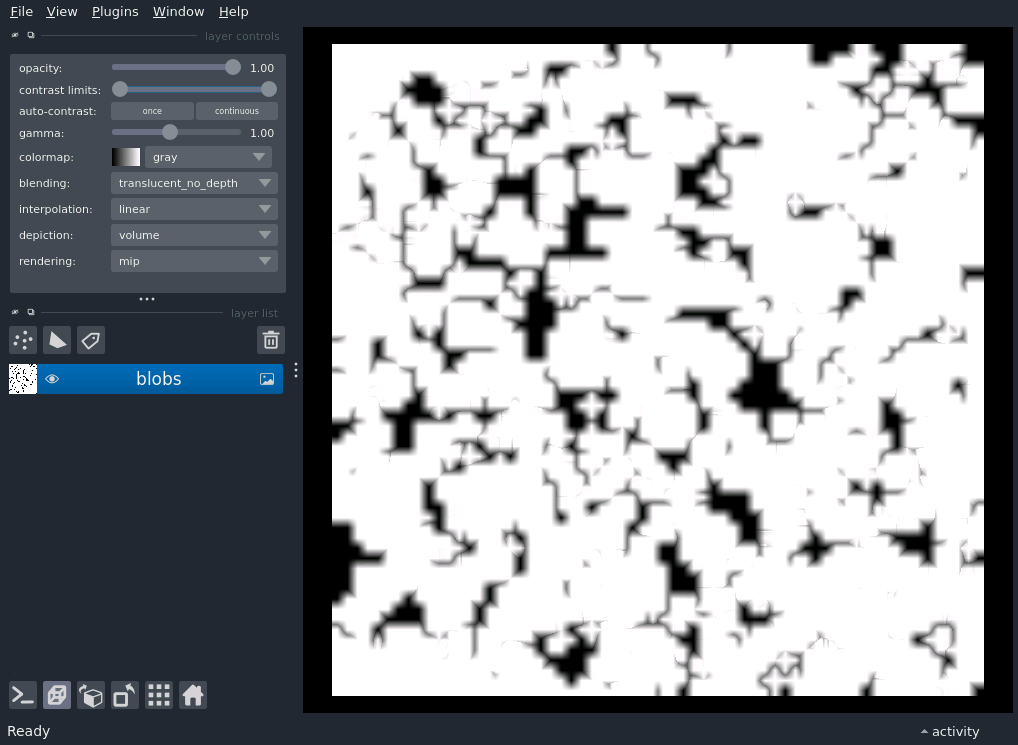 File View Plugins Window Help
layer controls
opacity: 1.00
contrast limits:
auto-contrast: once continuous
gamma: 1.00
colormap: gray
blending: translucent_no_depth
interpolation: linear
depiction: volume
rendering: mip
layer list
blobs
Ready activity